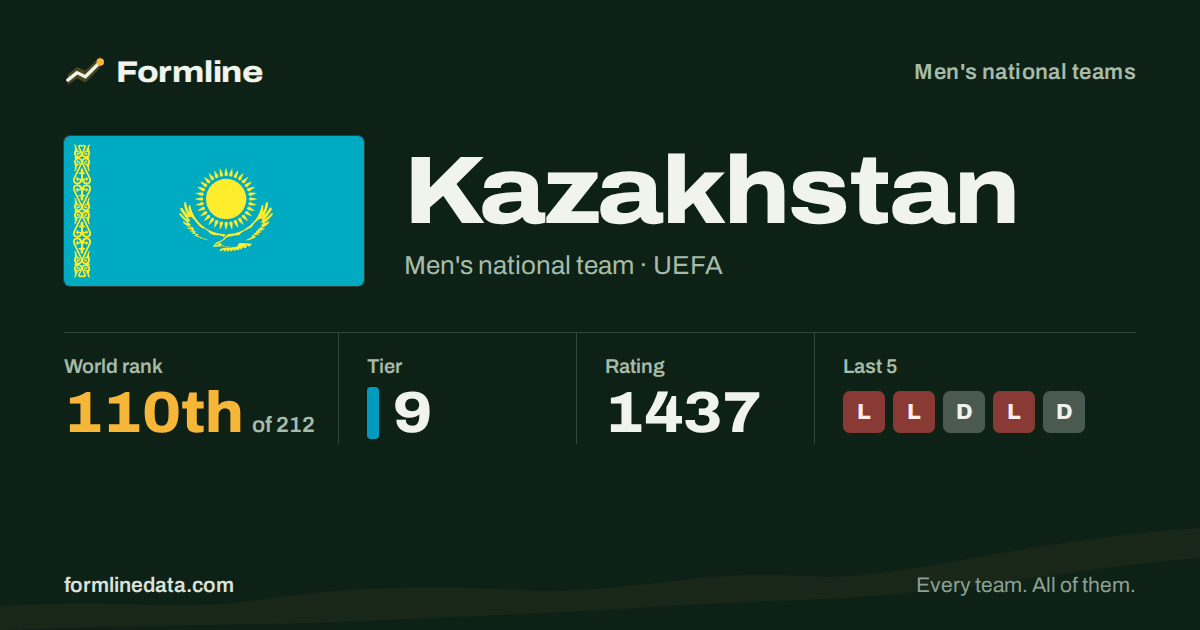 Formline
Men's national teams
Kazakhstan
Men's national team · UEFA
World rank
110th of 212
Tier
9
Rating
1437
Last 5
L L D L D
formlinedata.com
Every team. All of them.